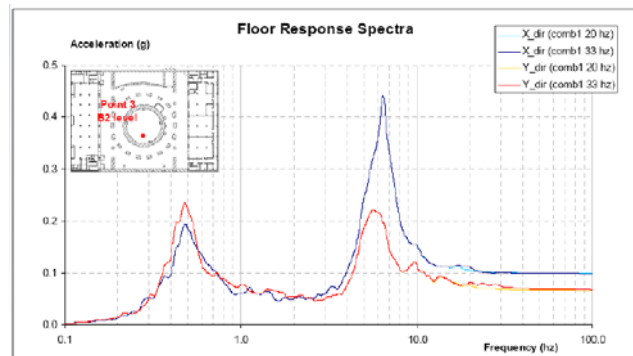 Floor Response Spectra
Acceleration (g)
X_dir (comb1 20 hz)
X_dir (comb1 33 hz)
Y_dir (comb1 20 hz)
Y_dir (comb1 33 hz)
0.5
0.4
0.3
0.2
0.1
0.0
Point 3
B2 level
0.1
1.0
10.0
100.0
Frequency (hz)